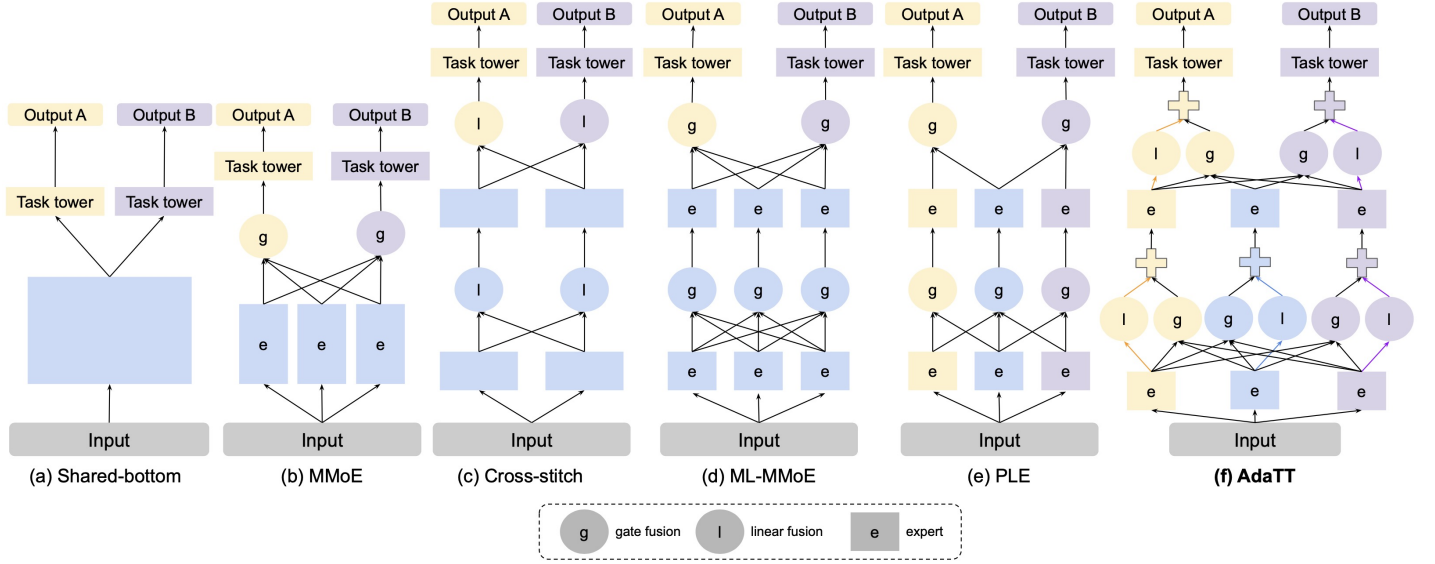 Output A
Output B
Output A
Output B
Output A
Output B
Output A
Output B
Task tower
Task tower
Task tower
Task tower
Task tower
Task tower
Task tower
Task tower
Output A
Output B
Output A
Output B
l
l
g
g
g
g
l
g
g
l
Task tower
Task tower
Task tower
Task tower
e
e
e
e
e
e
e
e
e
g
g
l
l
g
g
g
g
g
g
l
g
g
l
g
l
e
e
e
e
e
e
e
e
e
e
e
e
Input
Input
Input
Input
Input
Input
(a) Shared-bottom
(b) MMoE
(c) Cross-stitch
(d) ML-MMoE
(e) PLE
(f) AdaTT
g gate fusion
l linear fusion
e expert